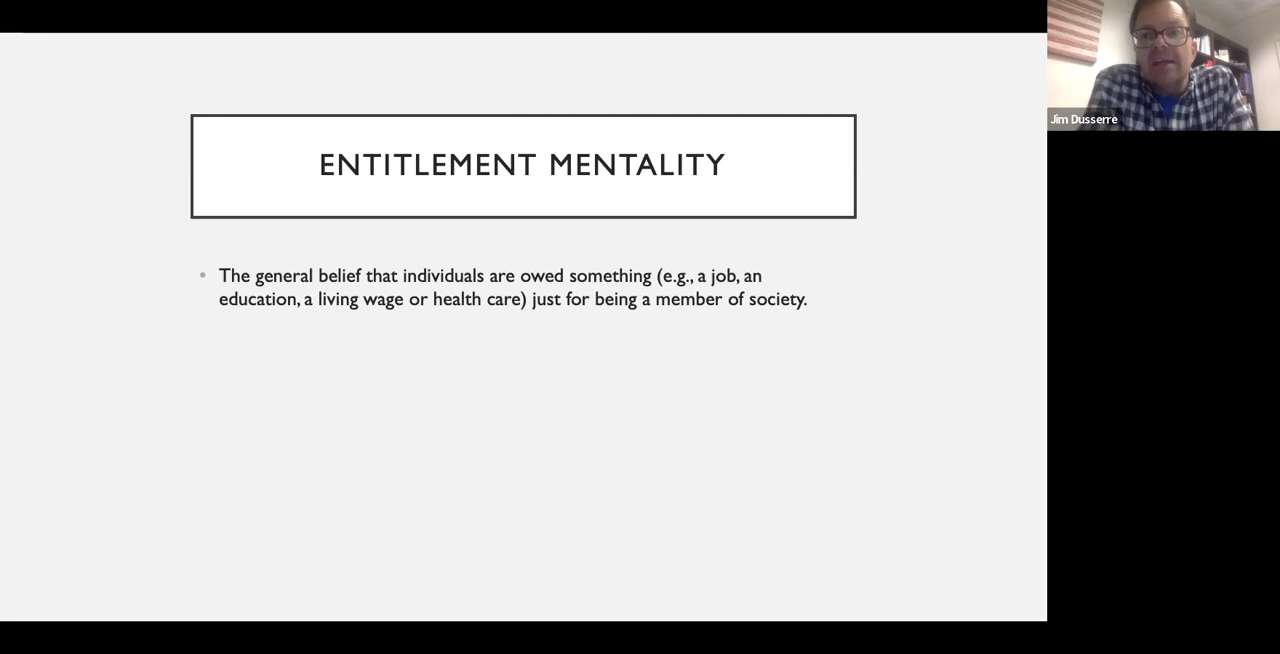 ENTITLEMENT MENTALITY
• The general belief that individuals are owed something (e.g., a job, an
education, a living wage or health care) just for being a member of society.
Jim Dusserre